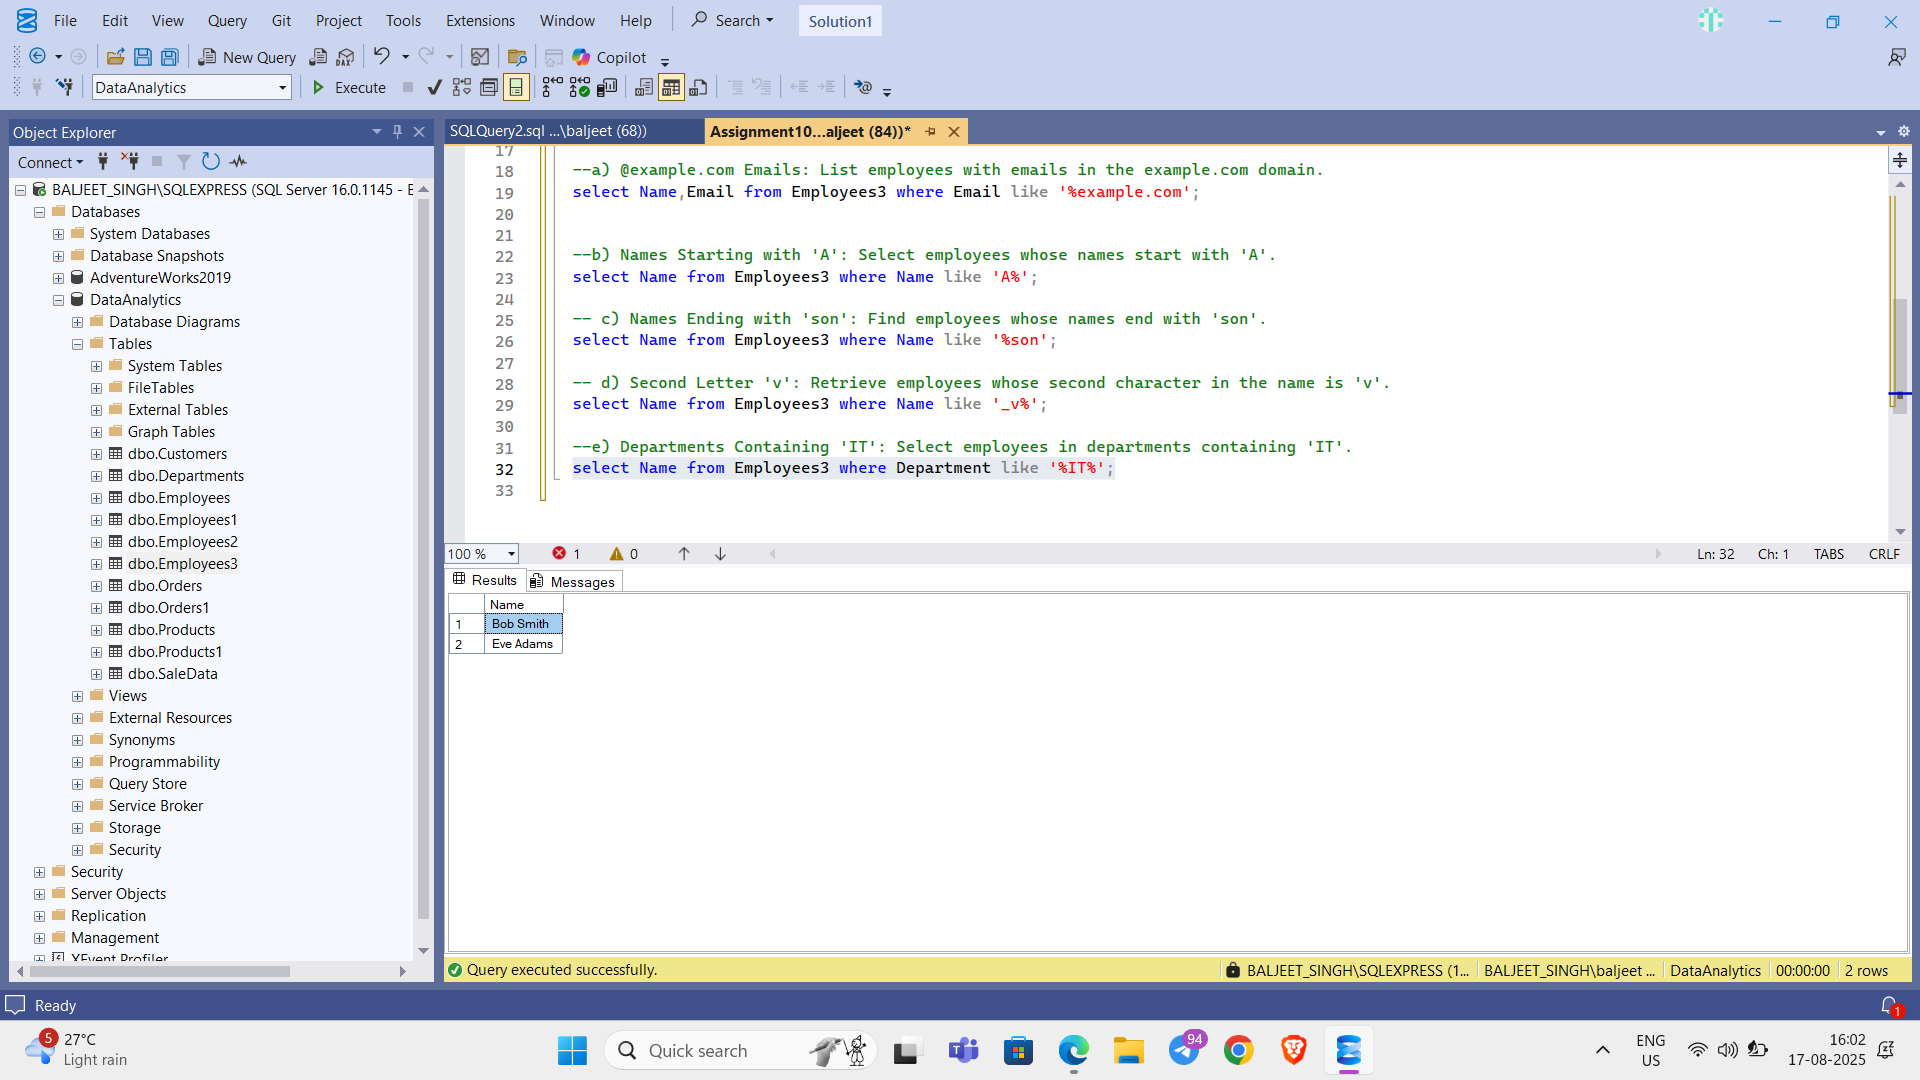 File Edit View Query Git Project Tools Extensions Window Help Search Solution1
New Query DAX Copilot
DataAnalytics Execute
Object Explorer
Connect
BALJEET_SINGH\SQLEXPRESS (SQL Server 16.0.1145 - E
Databases
System Databases
Database Snapshots
AdventureWorks2019
DataAnalytics
Database Diagrams
Tables
System Tables
FileTables
External Tables
Graph Tables
dbo.Customers
dbo.Departments
dbo.Employees
dbo.Employees1
dbo.Employees2
dbo.Employees3
dbo.Orders
dbo.Orders1
dbo.Products
dbo.Products1
dbo.SaleData
Views
External Resources
Synonyms
Programmability
Query Store
Service Broker
Storage
Security
Security
Server Objects
Replication
Management
XEvent Profiler
SQLQuery2.sql ...\baljeet (68)) Assignment10...aljeet (84))*
17
18 --a) @example.com Emails: List employees with emails in the example.com domain.
19 select Name,Email from Employees3 where Email like '%example.com';
20
21
22 --b) Names Starting with 'A': Select employees whose names start with 'A'.
23 select Name from Employees3 where Name like 'A%';
24
25 -- c) Names Ending with 'son': Find employees whose names end with 'son'.
26 select Name from Employees3 where Name like '%son';
27
28 -- d) Second Letter 'v': Retrieve employees whose second character in the name is 'v'.
29 select Name from Employees3 where Name like '_v%';
30
31 --e) Departments Containing 'IT': Select employees in departments containing 'IT'.
32 select Name from Employees3 where Department like '%IT%';
33
100 % 1 0 Ln: 32 Ch: 1 TABS CRLF
Results Messages
Name
1 Bob Smith
2 Eve Adams
Query executed successfully. BALJEET_SINGH\SQLEXPRESS (1... BALJEET_SINGH\baljeet ... DataAnalytics 00:00:00 2 rows
Ready 1
5 27°C
Light rain
Quick search
94
ENG
US
16:02
17-08-2025